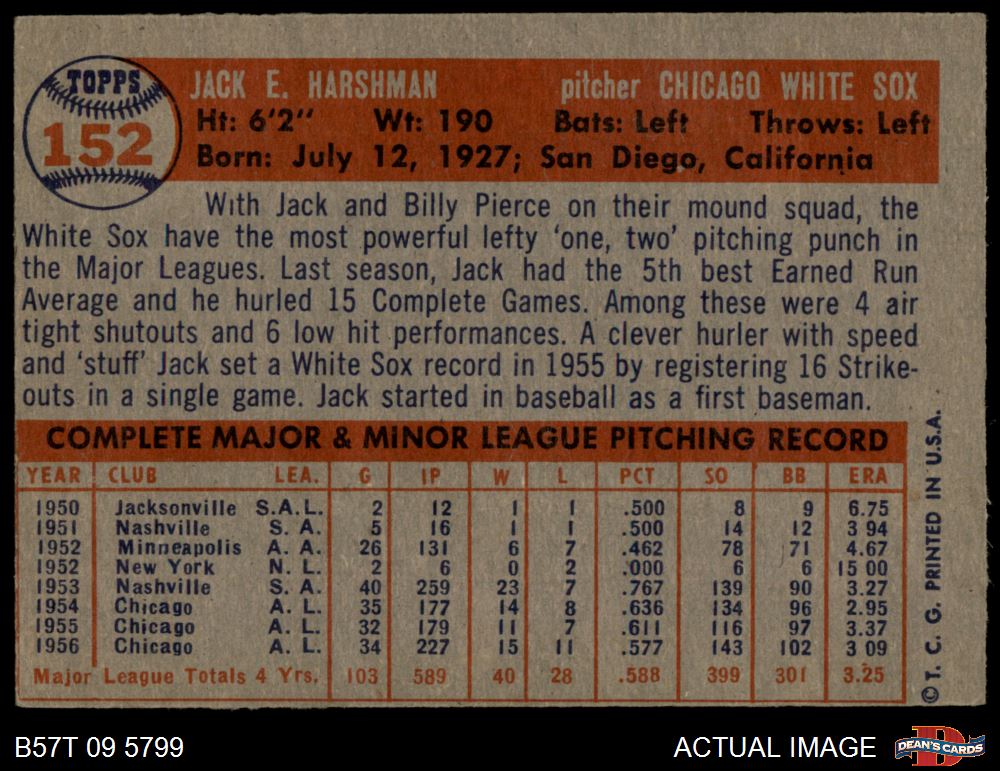 TOPPS
152
JACK E. HARSHMAN pitcher CHICAGO WHITE SOX
Ht: 6'2" Wt: 190 Bats: Left Throws: Left
Born: July 12, 1927; San Diego, California
With Jack and Billy Pierce on their mound squad, the
White Sox have the most powerful lefty 'one, two' pitching punch in
the Major Leagues. Last season, Jack had the 5th best Earned Run
Average and he hurled 15 Complete Games. Among these were 4 air
tight shutouts and 6 low hit performances. A clever hurler with speed
and 'stuff' Jack set a White Sox record in 1955 by registering 16 Strike-
outs in a single game. Jack started in baseball as a first baseman.
COMPLETE MAJOR & MINOR LEAGUE PITCHING RECORD
YEAR CLUB LEA. G IP W L PCT SO BB ERA
1950 Jacksonville S.A.L. 2 12 1 1 .500 8 9 6.75
1951 Nashville S. A. 5 16 1 1 .500 14 12 3 94
1952 Minneapolis A. A. 26 131 6 7 .462 78 71 4.67
1952 New York N. L. 2 6 0 2 .000 6 6 15 00
1953 Nashville S. A. 40 259 23 7 .767 139 90 3.27
1954 Chicago A. L. 35 177 14 8 .636 134 96 2.95
1955 Chicago A. L. 32 179 11 7 .611 116 97 3.37
1956 Chicago A. L. 34 227 15 11 .577 143 102 3 09
Major League Totals 4 Yrs. 103 589 40 28 .588 399 301 3.25
© T. C. G. PRINTED IN U.S.A.
B57T 09 5799
ACTUAL IMAGE
D
DEAN'S CARDS